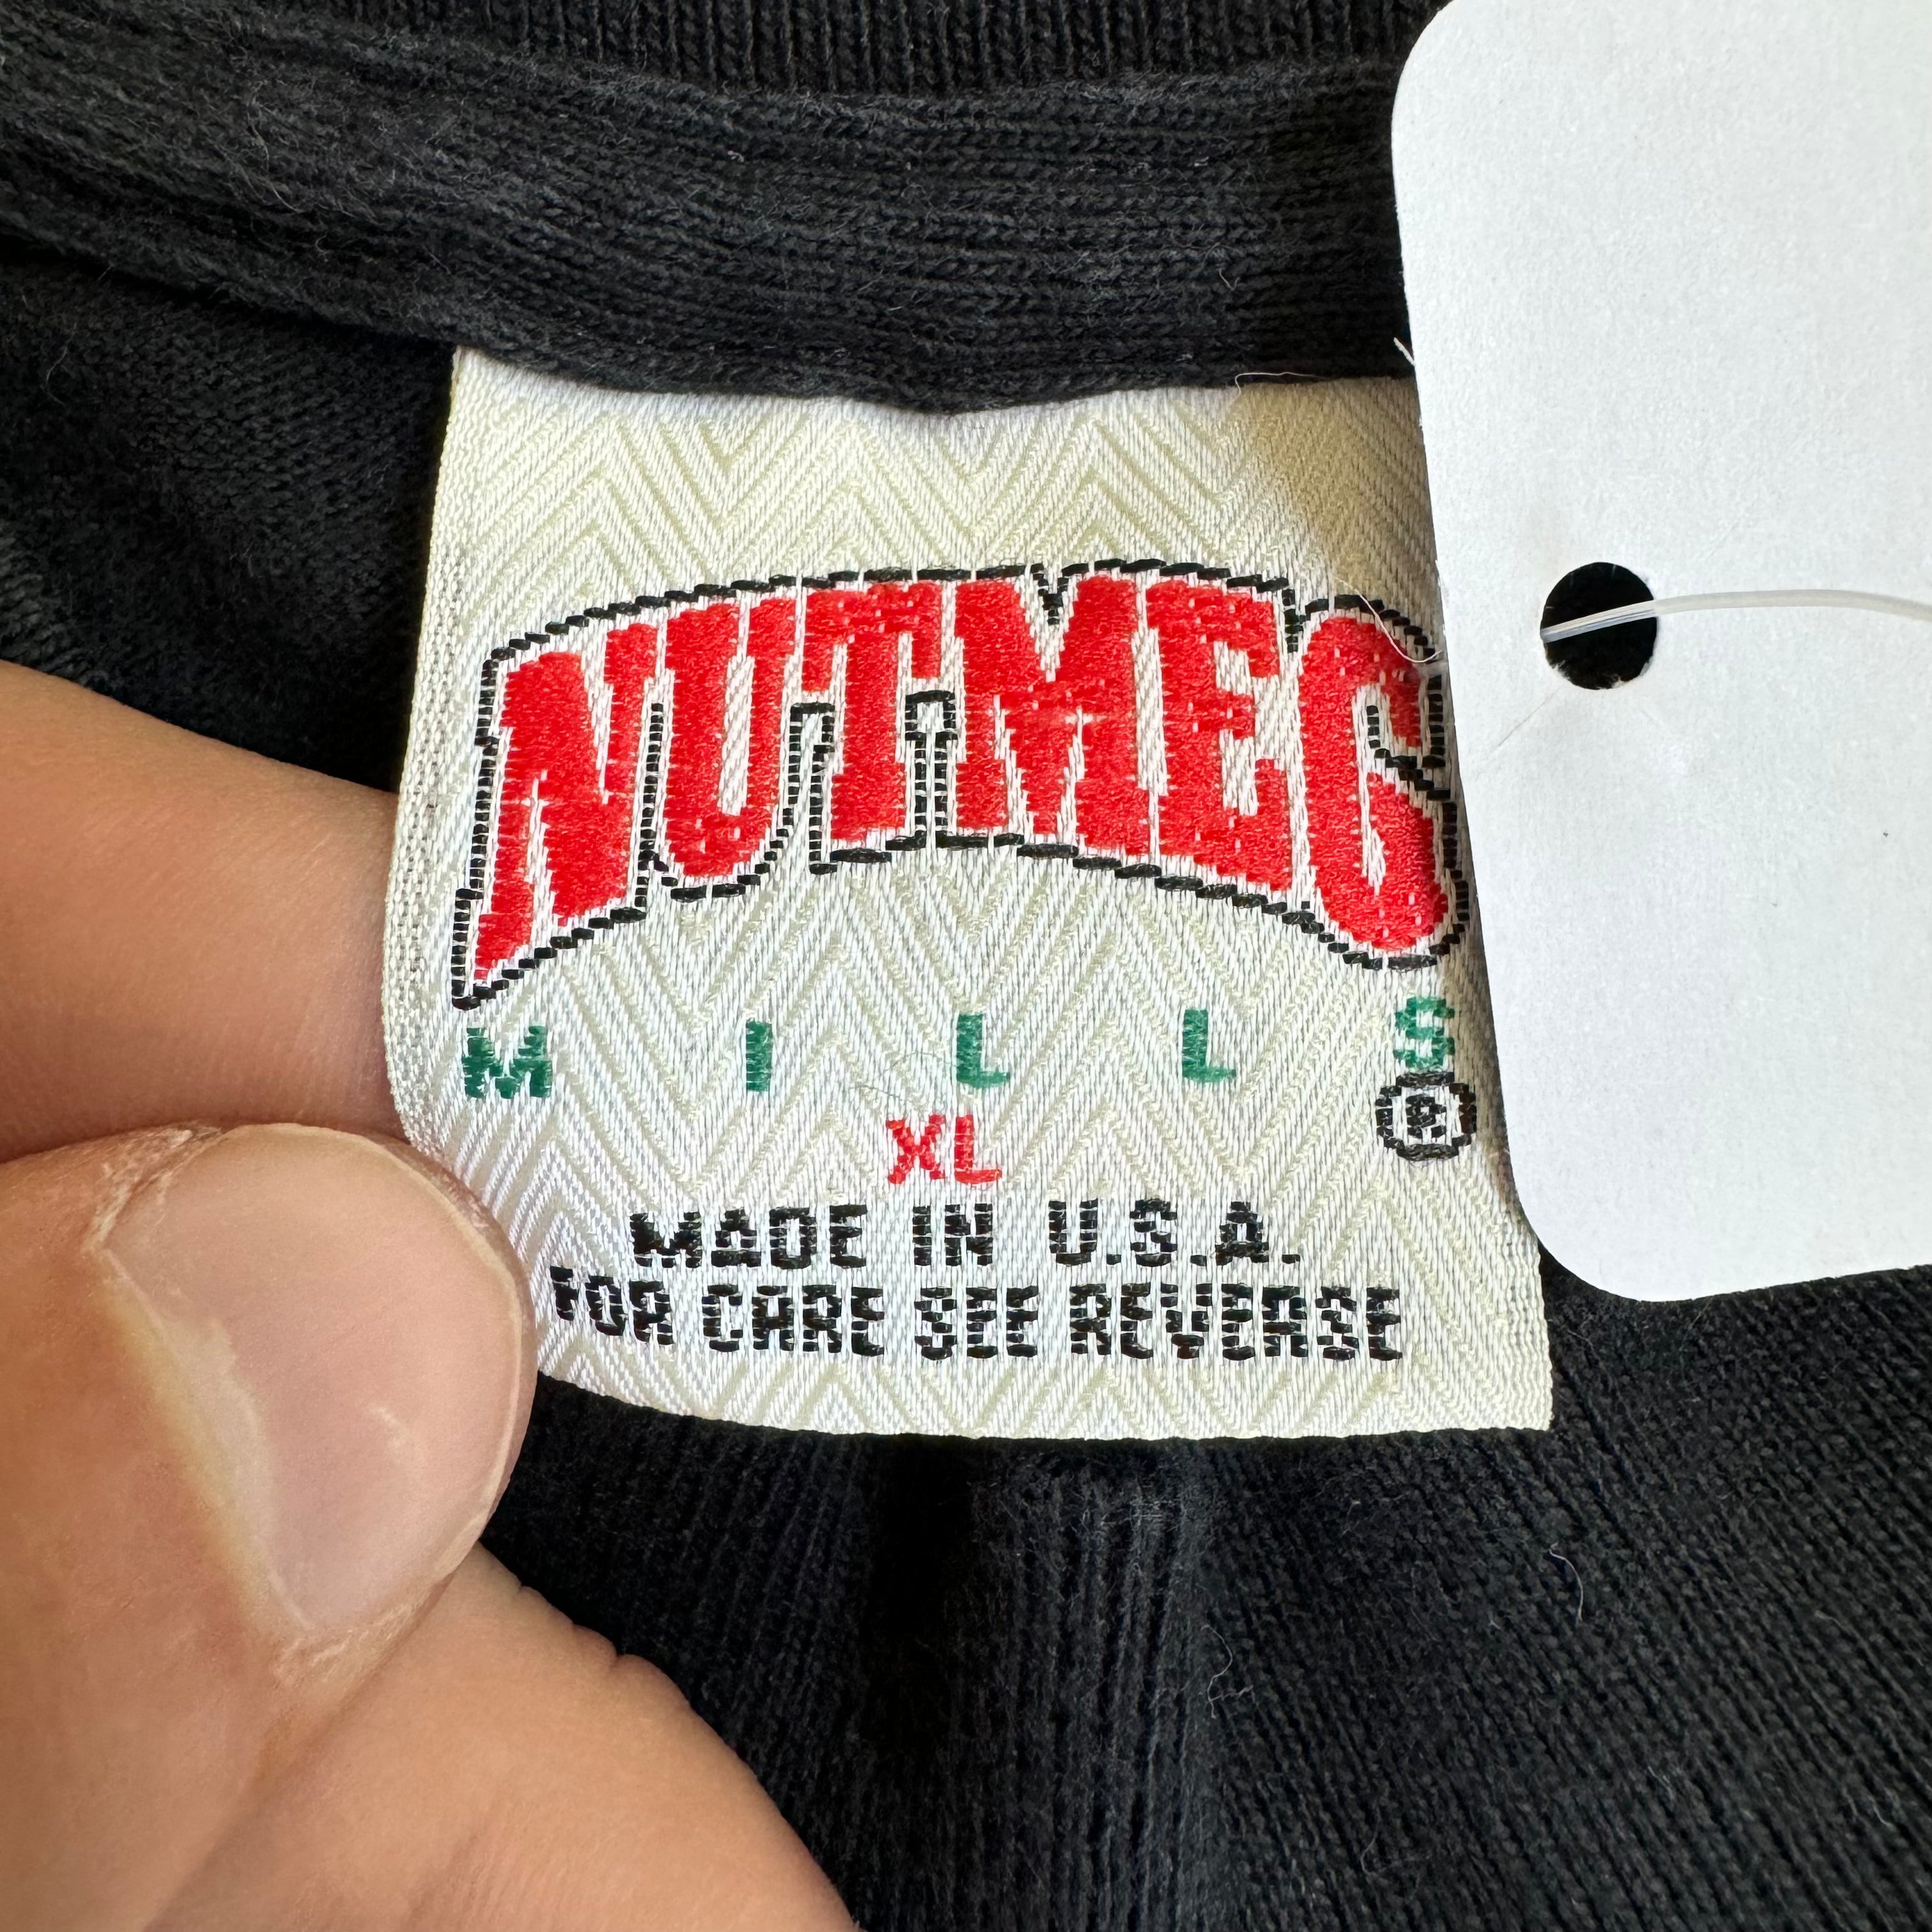 NUTMEG
MILLS
®
XL
MADE IN U.S.A.
FOR CARE SEE REVERSE